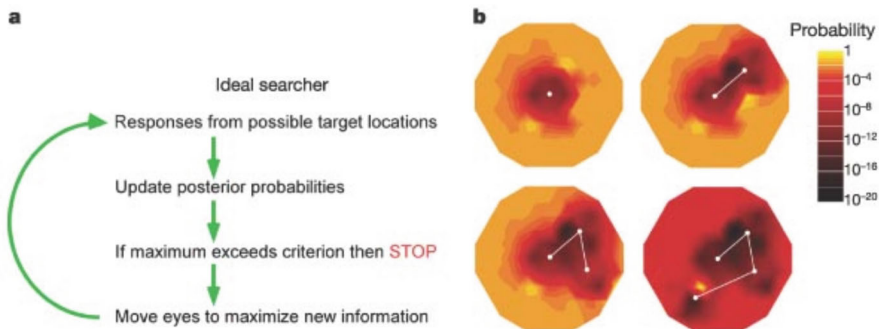 a
Ideal searcher
Responses from possible target locations
Update posterior probabilities
If maximum exceeds criterion then STOP
Move eyes to maximize new information
b
Probability
1
10⁻⁴
10⁻⁸
10⁻¹²
10⁻¹⁶
10⁻²⁰